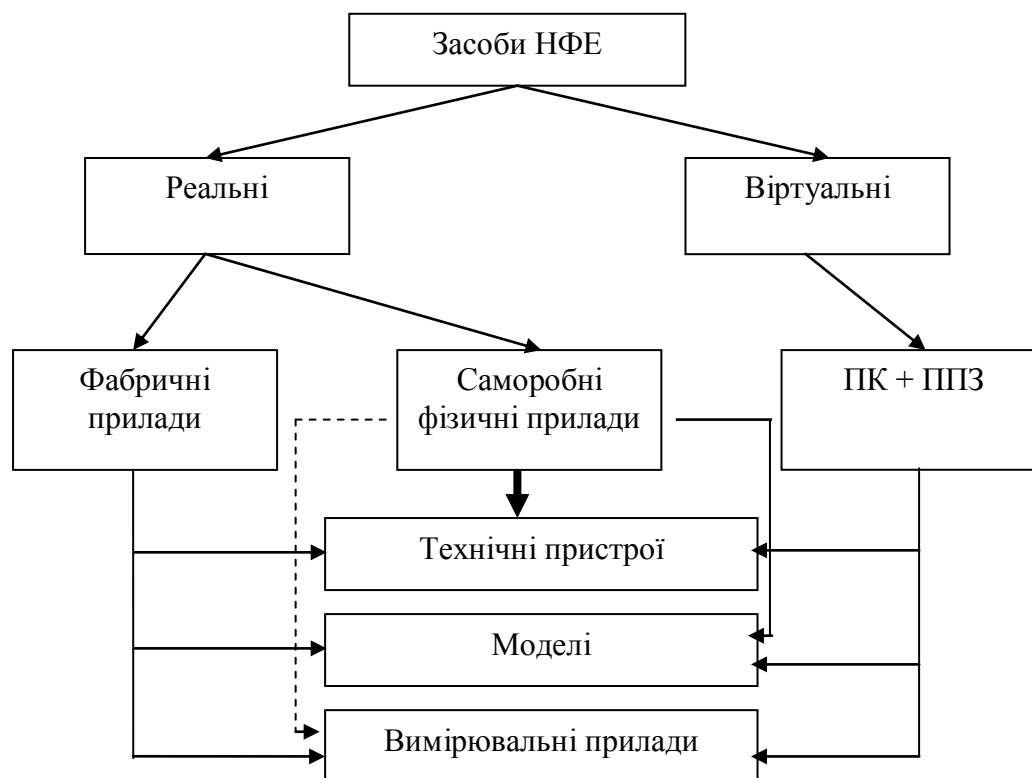 Засоби НФЕ
Реальні
Віртуальні
Фабричні
прилади
Саморобні
фізичні прилади
ПК + ППЗ
Технічні пристрої
Моделі
Вимірювальні прилади